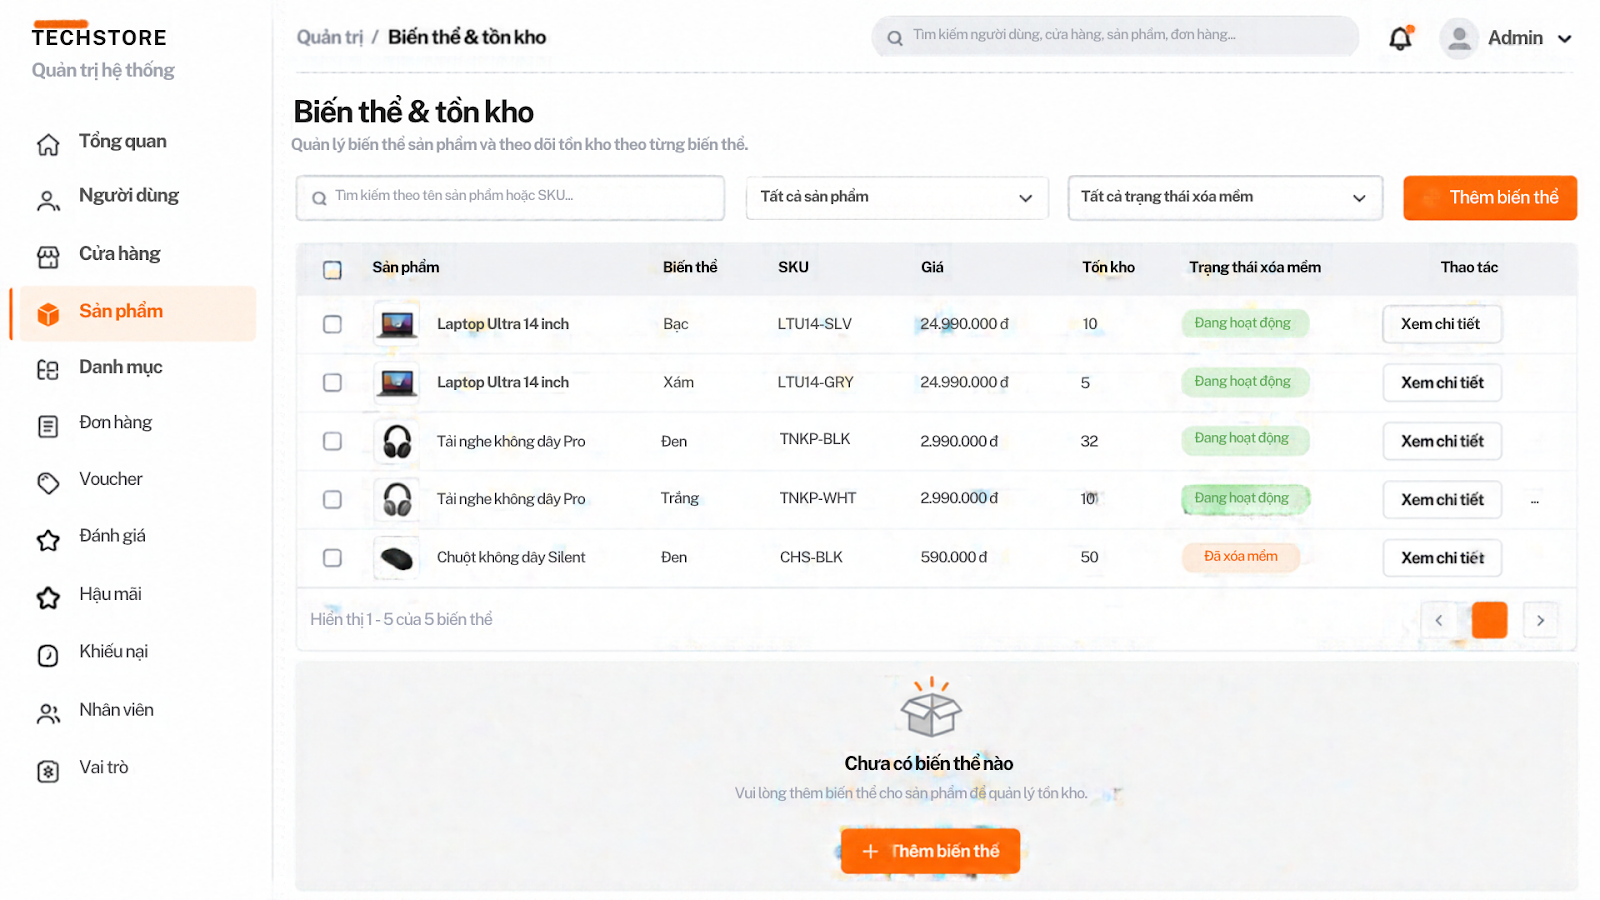 TECHSTORE
Quản trị hệ thống
Tổng quan
Người dùng
Cửa hàng
Sản phẩm
Danh mục
Đơn hàng
Voucher
Đánh giá
Hậu mãi
Khiếu nại
Nhân viên
Vai trò
Quản trị / Biến thể & tồn kho
Tìm kiếm người dùng, cửa hàng, sản phẩm, đơn hàng...
Admin
Biến thể & tồn kho
Quản lý biến thể sản phẩm và theo dõi tồn kho theo từng biến thể.
Tìm kiếm theo tên sản phẩm hoặc SKU...
Tất cả sản phẩm
Tất cả trạng thái xóa mềm
Thêm biến thể
Sản phẩm Biến thể SKU Giá Tồn kho Trạng thái xóa mềm Thao tác
Laptop Ultra 14 inch Bạc LTU14-SLV 24.990.000 đ 10 Đang hoạt động Xem chi tiết
Laptop Ultra 14 inch Xám LTU14-GRY 24.990.000 đ 5 Đang hoạt động Xem chi tiết
Tải nghe không dây Pro Đen TNKP-BLK 2.990.000 đ 32 Đang hoạt động Xem chi tiết
Tải nghe không dây Pro Trắng TNKP-WHT 2.990.000 đ 10 Đang hoạt động Xem chi tiết ...
Chuột không dây Silent Đen CHS-BLK 590.000 đ 50 Đã xóa mềm Xem chi tiết
Hiển thị 1 - 5 của 5 biến thể
Chưa có biến thể nào
Vui lòng thêm biến thể cho sản phẩm để quản lý tồn kho.
+ Thêm biến thể